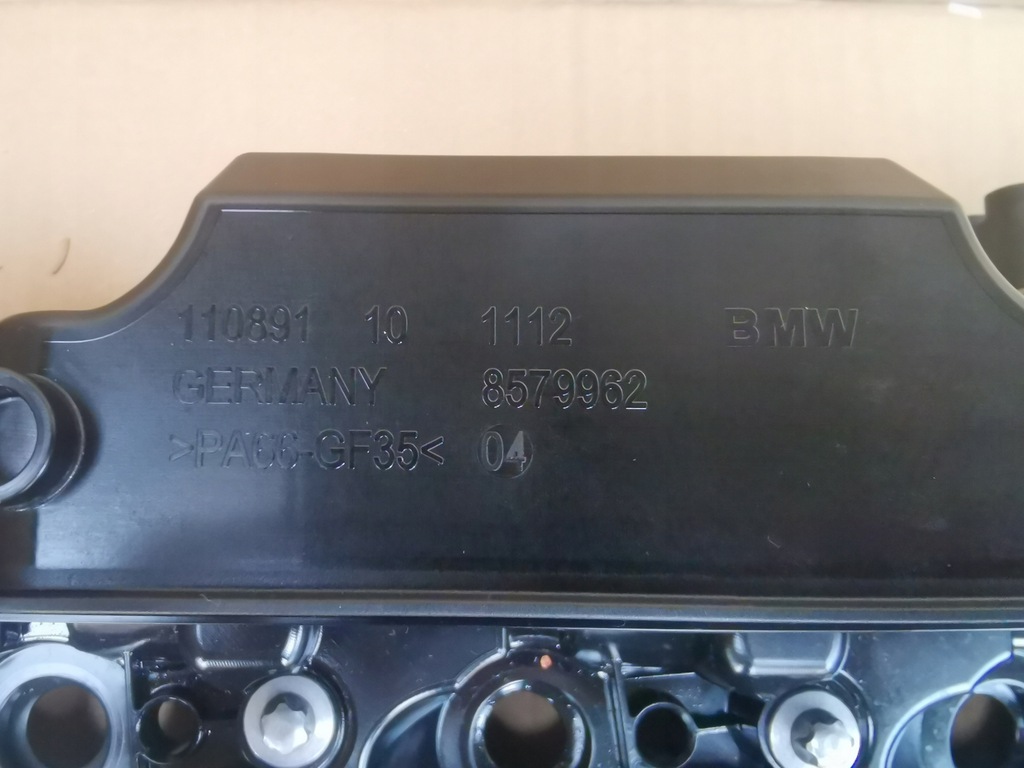 110891 10 1112 BMW
GERMANY 8579962
>PA66-GF35< 04